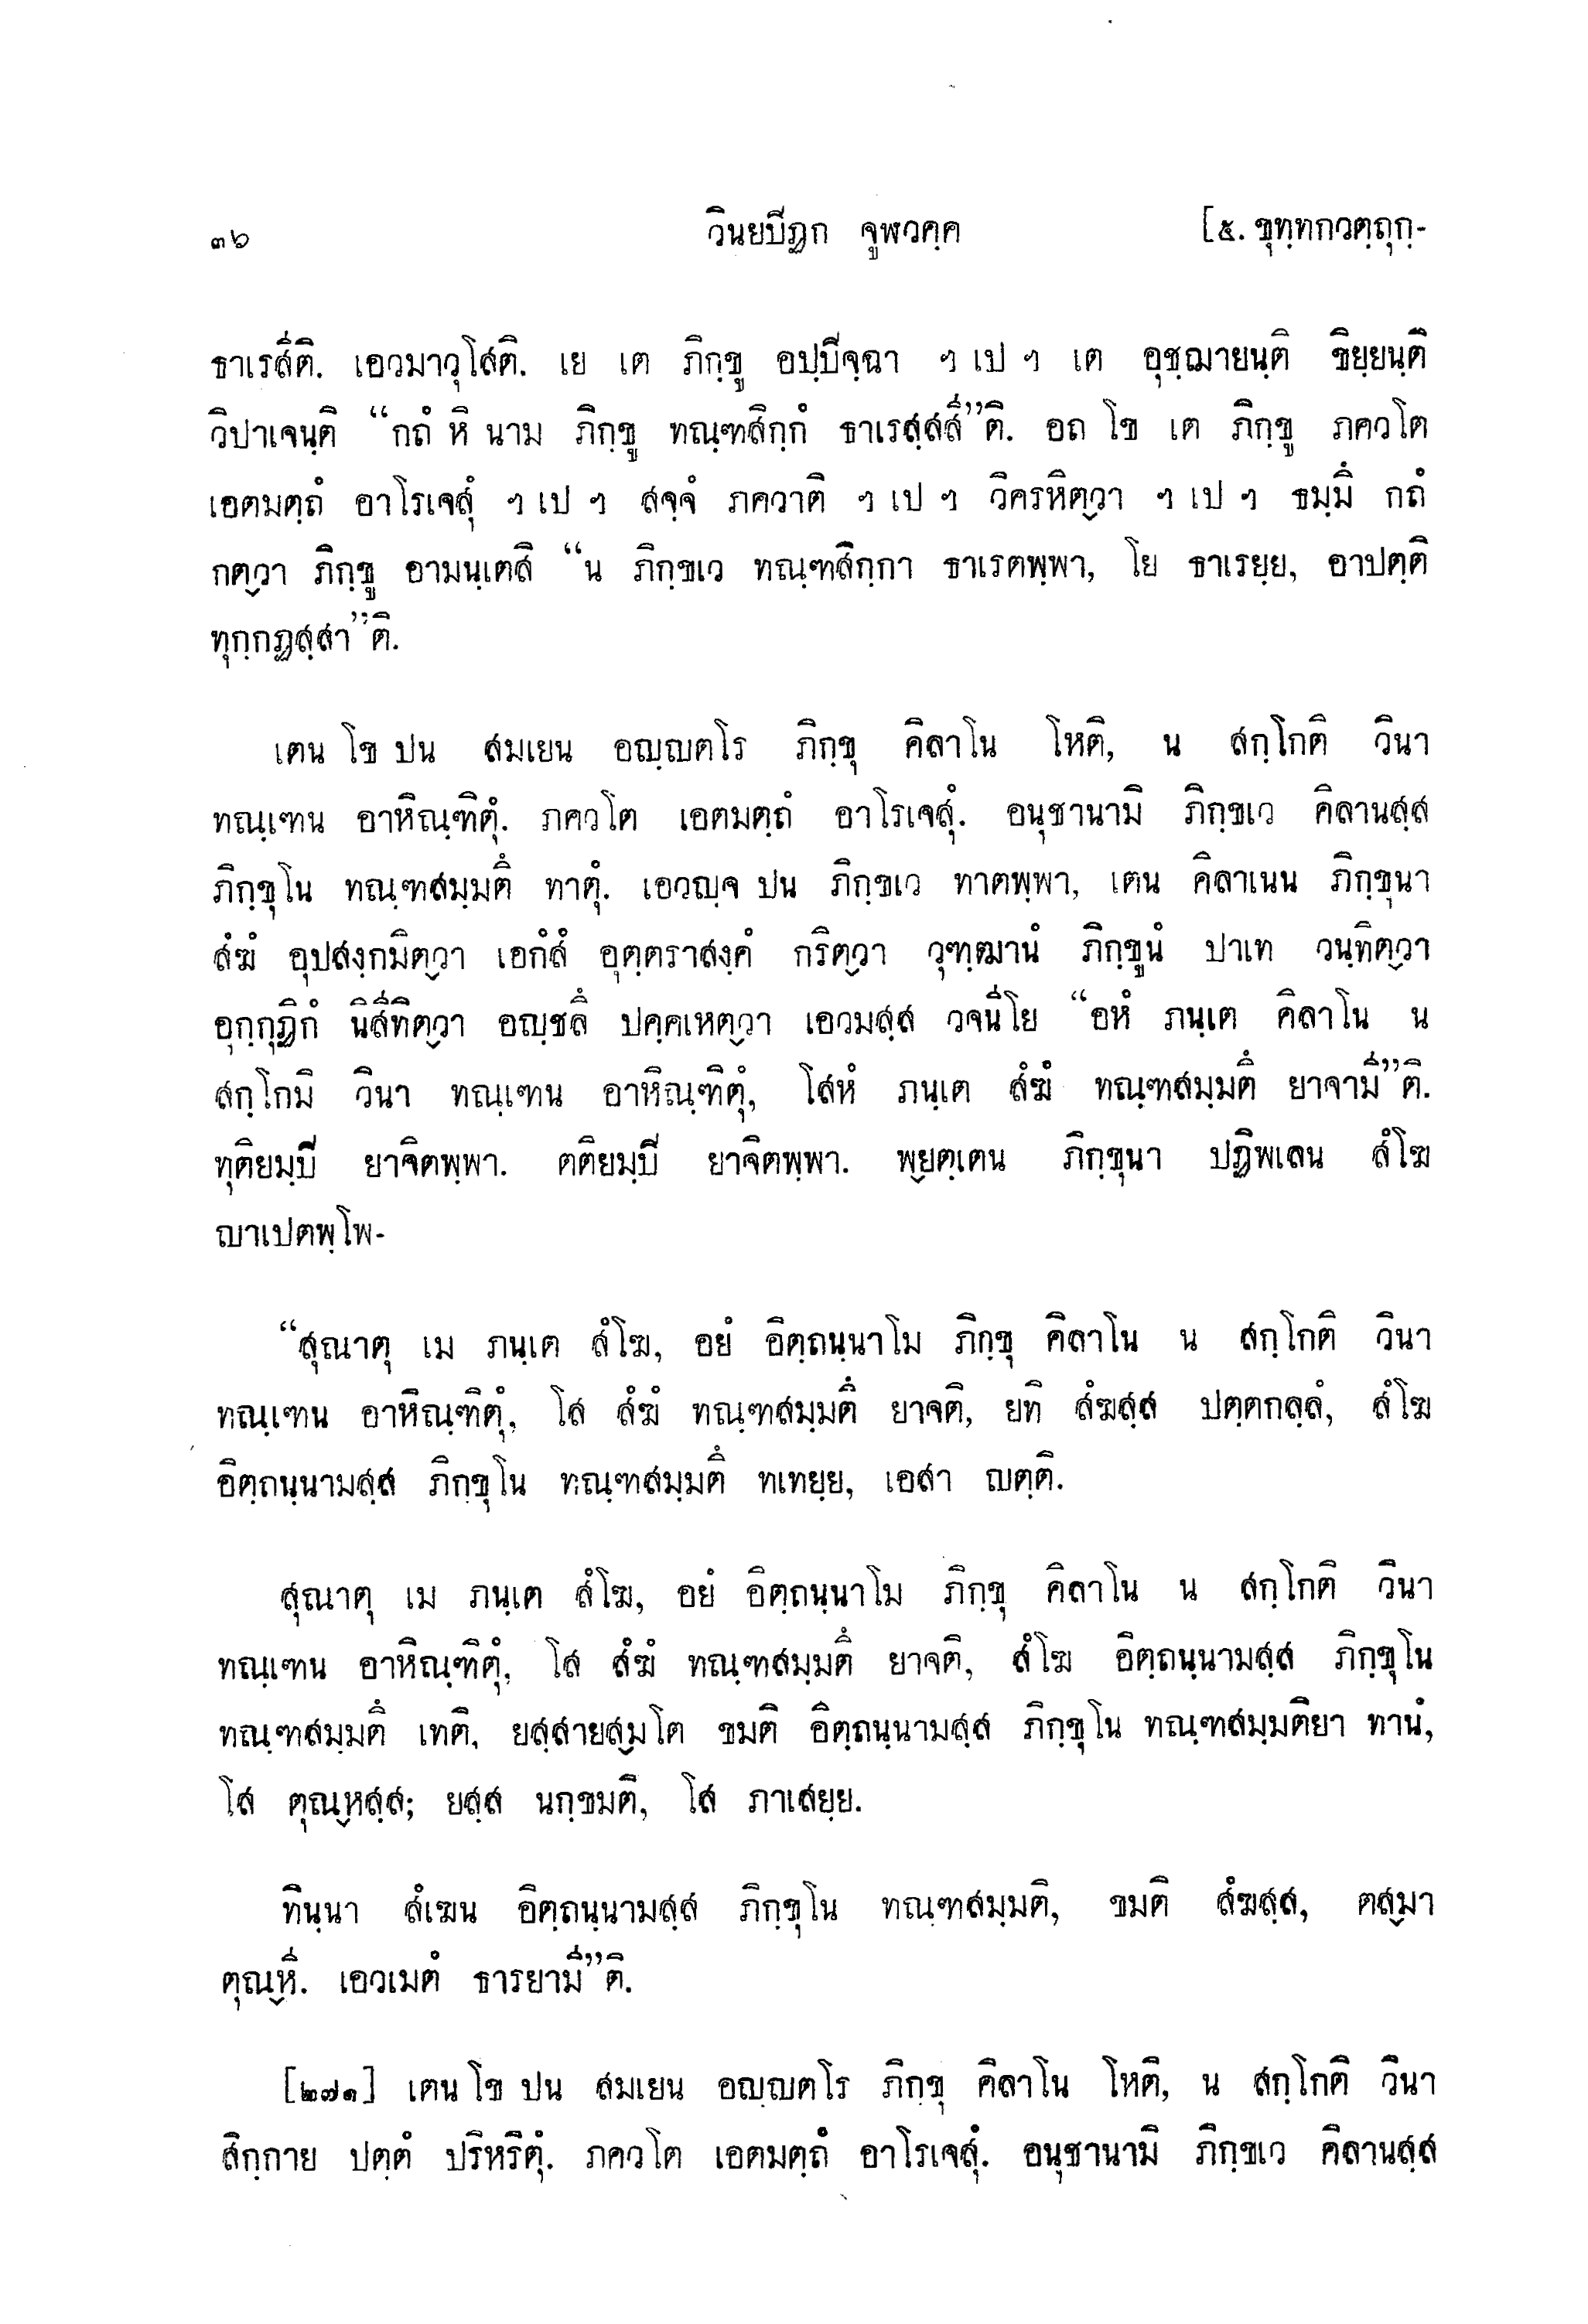 ๓๖ วินยปิฏก จูฬวคฺค [๕. ขุทฺทกวตฺถุกฺ-
ธาเรสีติ. เอวมาวุโสติ. เย เต ภิกฺขู อปฺปิจฺฉา ฯ เป ฯ เต อุชฺฌายนฺติ ขิยฺยนฺติ
วิปาเจนฺติ “กถํ หิ นาม ภิกฺขู ทณฺฑสิกฺกํ ธาเรสฺสสี”ติ. อถ โข เต ภิกฺขู ภควโต
เอตมตฺถํ อาโรเจสุํ ฯ เป ฯ สจฺจํ ภควาติ ฯ เป ฯ วิครหิตฺวา ฯ เป ฯ ธมฺมึ กถํ
กตฺวา ภิกฺขู อามนฺเตสิ “น ภิกฺขเว ทณฺฑสิกฺกา ธาเรตพฺพา, โย ธาเรยฺย, อาปตฺติ
ทุกฺกฏสฺสา”ติ.
เตน โข ปน สมเยน อญฺญตโร ภิกฺขุ คิลาโน โหติ, น สกฺโกติ วินา
ทณฺเฑน อาหิณฺฑิตุํ. ภควโต เอตมตฺถํ อาโรเจสุํ. อนุชานามิ ภิกฺขเว คิลานสฺส
ภิกฺขุโน ทณฺฑสมฺมตึ ทาตุํ. เอวญฺจ ปน ภิกฺขเว ทาตพฺพา, เตน คิลาเนน ภิกฺขุนา
สํฆํ อุปสงฺกมิตฺวา เอกํสํ อุตฺตราสงฺคํ กริตฺวา วุฑฺฒานํ ภิกฺขูนํ ปาเท วนฺทิตฺวา
อุกฺกุฏิกํ นิสีทิตฺวา อญฺชลึ ปคฺคเหตฺวา เอวมสฺส วจนีโย “อหํ ภนฺเต คิลาโน น
สกฺโกมิ วินา ทณฺเฑน อาหิณฺฑิตุํ, โสหํ ภนฺเต สํฆํ ทณฺฑสมฺมตึ ยาจามี”ติ.
ทุติยมฺปิ ยาจิตพฺพา. ตติยมฺปิ ยาจิตพฺพา. พฺยตฺเตน ภิกฺขุนา ปฏิพเลน สํโฆ
ญาเปตพฺโพ-
“สุณาตุ เม ภนฺเต สํโฆ, อยํ อิตฺถนฺนาโม ภิกฺขุ คิลาโน น สกฺโกติ วินา
ทณฺเฑน อาหิณฺฑิตุํ, โส สํฆํ ทณฺฑสมฺมตึ ยาจติ, ยทิ สํฆสฺส ปตฺตกลฺลํ, สํโฆ
อิตฺถนฺนามสฺส ภิกฺขุโน ทณฺฑสมฺมตึ ทเทยฺย, เอสา ญตฺติ.
สุณาตุ เม ภนฺเต สํโฆ, อยํ อิตฺถนฺนาโม ภิกฺขุ คิลาโน น สกฺโกติ วินา
ทณฺเฑน อาหิณฺฑิตุํ, โส สํฆํ ทณฺฑสมฺมตึ ยาจติ, สํโฆ อิตฺถนฺนามสฺส ภิกฺขุโน
ทณฺฑสมฺมตึ เทติ, ยสฺสายสฺมโต ขมติ อิตฺถนฺนามสฺส ภิกฺขุโน ทณฺฑสมฺมติยา ทานํ,
โส ตุณฺหสฺส; ยสฺส นกฺขมติ, โส ภาเสยฺย.
ทินฺนา สํเฆน อิตฺถนฺนามสฺส ภิกฺขุโน ทณฺฑสมฺมติ, ขมติ สํฆสฺส, ตสฺมา
ตุณฺหี. เอวเมตํ ธารยามี”ติ.
[๒๗๑] เตน โข ปน สมเยน อญฺญตโร ภิกฺขุ คิลาโน โหติ, น สกฺโกติ วินา
สิกฺกาย ปตฺตํ ปริหริตุํ. ภควโต เอตมตฺถํ อาโรเจสุํ. อนุชานามิ ภิกฺขเว คิลานสฺส